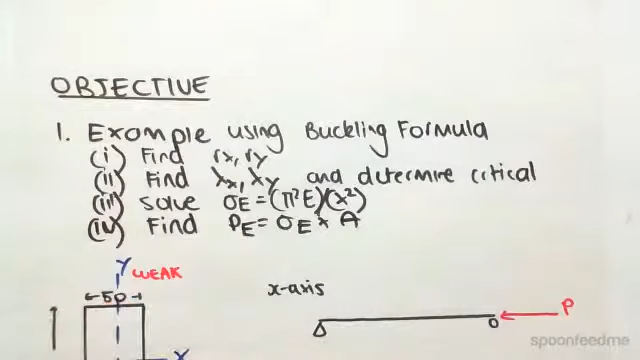 OBJECTIVE
1. Example using Buckling Formula
(i) Find rx, ry
(ii) Find λx, λy and determine critical
(iii) solve σE = (π²E)(λ²)
(iv) Find PE = σE × A
Y WEAK
50
x-axis
P
X
spoonfeedme